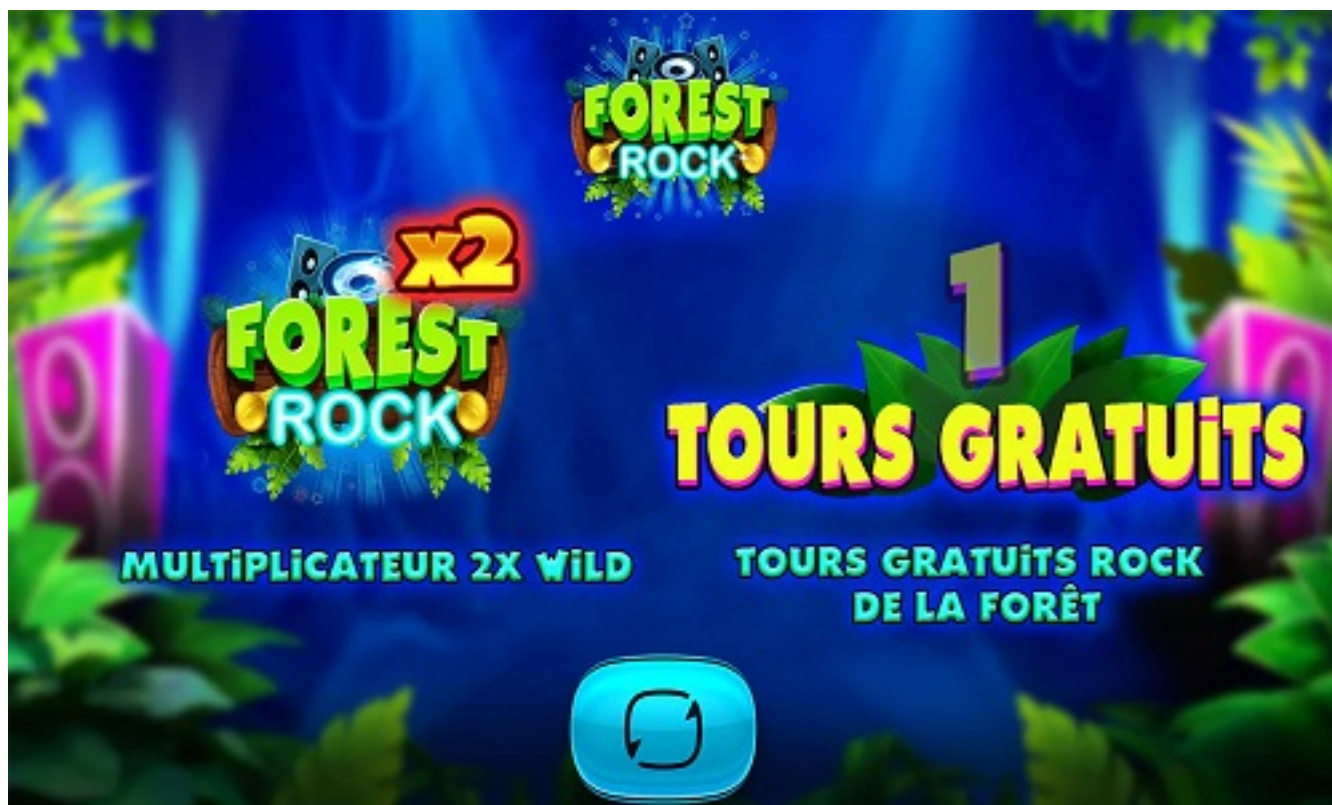 FOREST
ROCK
x2
FOREST
ROCK
1
TOURS GRATUiTS
MULTiPLiCATEUR 2X WiLD
TOURS GRATUiTS ROCK
DE LA FORÊT